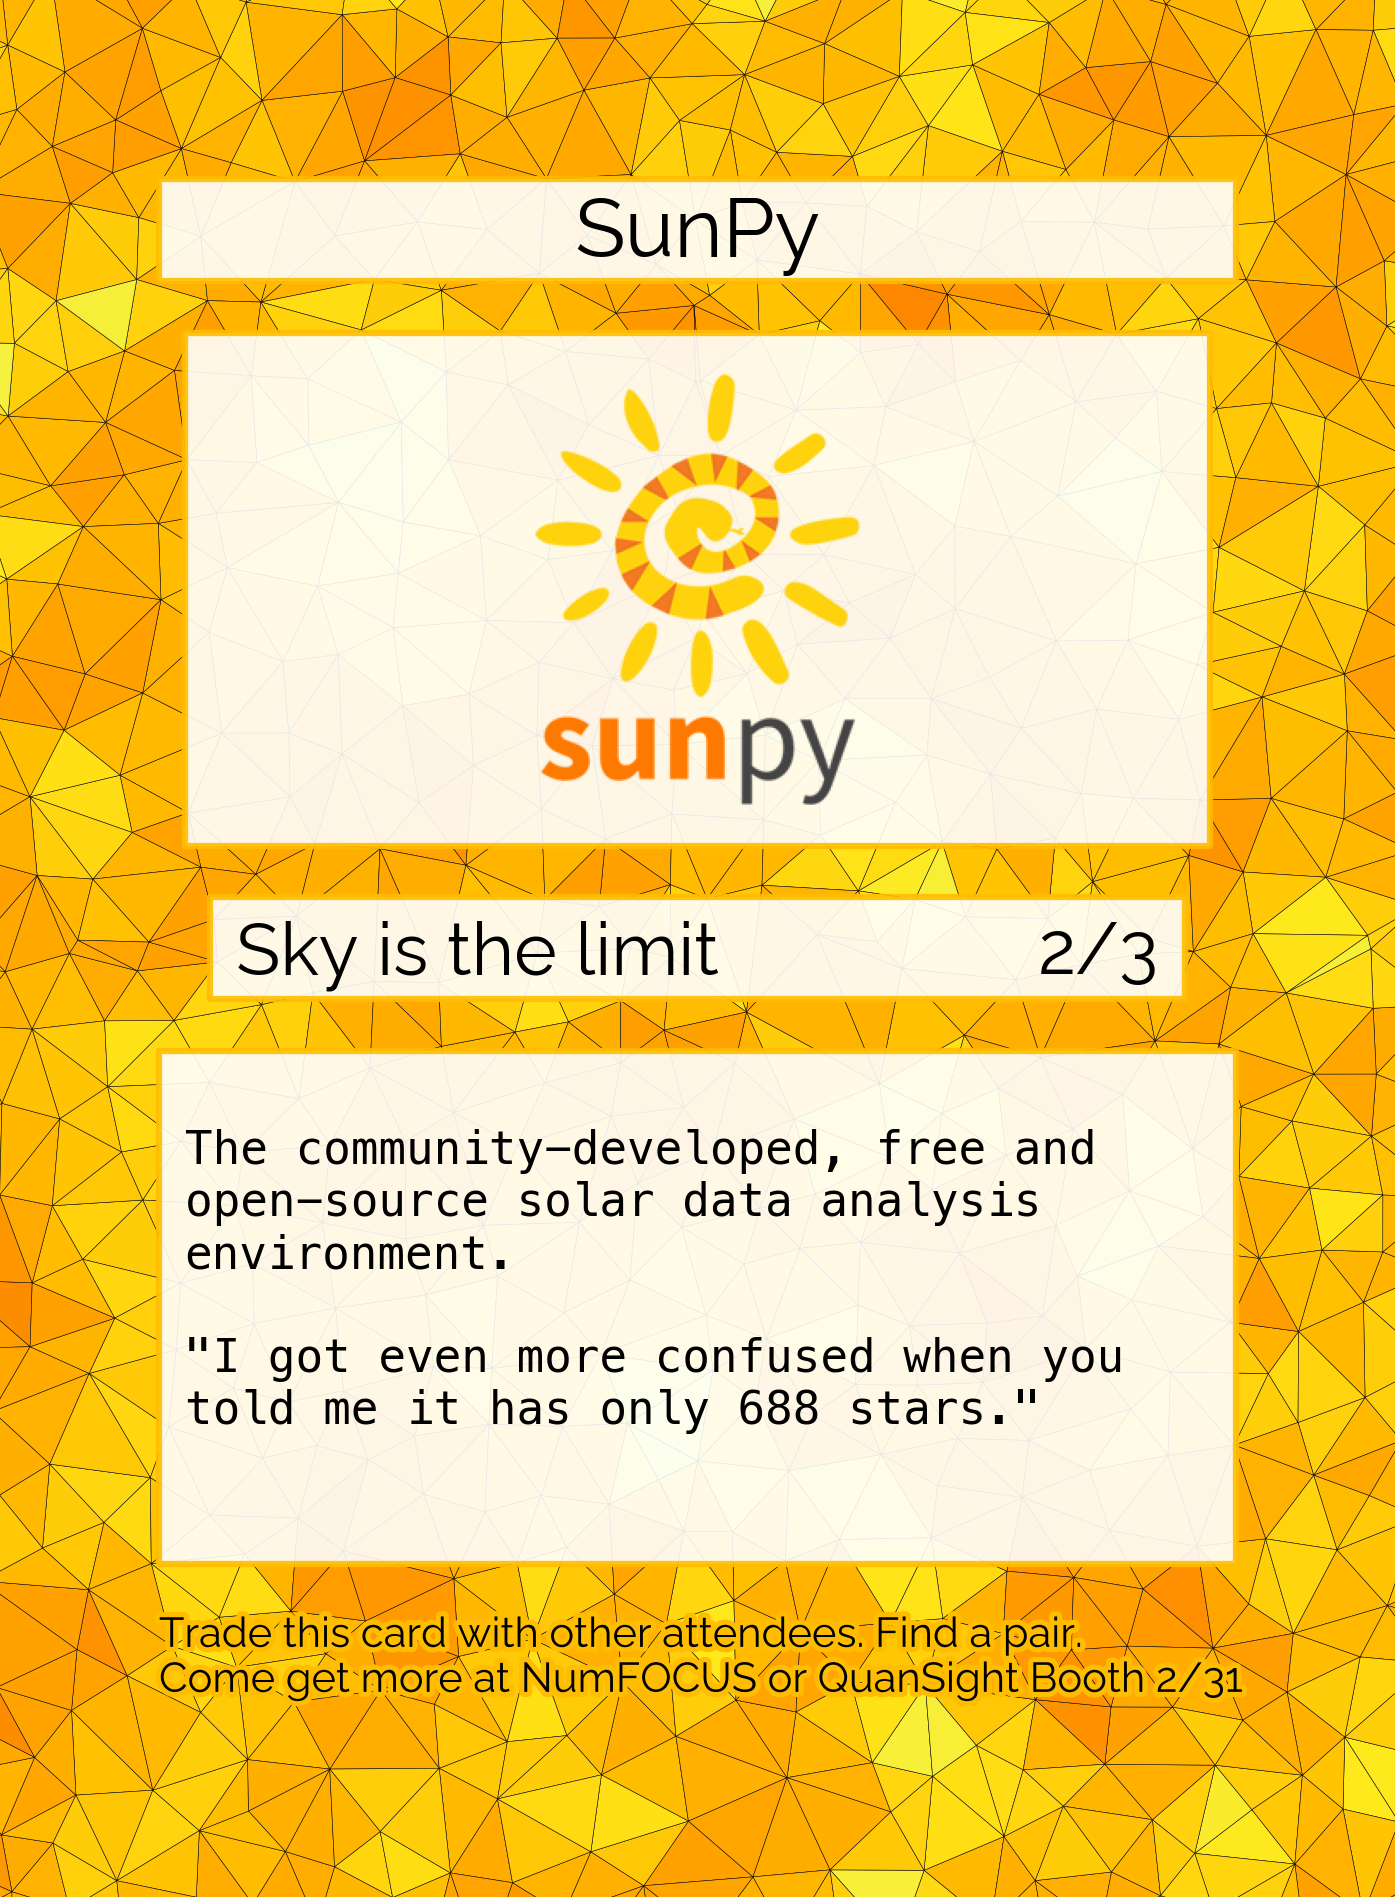 SunPy
sunpy
Sky is the limit 2/3
The community-developed, free and
open-source solar data analysis
environment.
"I got even more confused when you
told me it has only 688 stars."
Trade this card with other attendees. Find a pair.
Come get more at NumFOCUS or QuanSight Booth 2/31